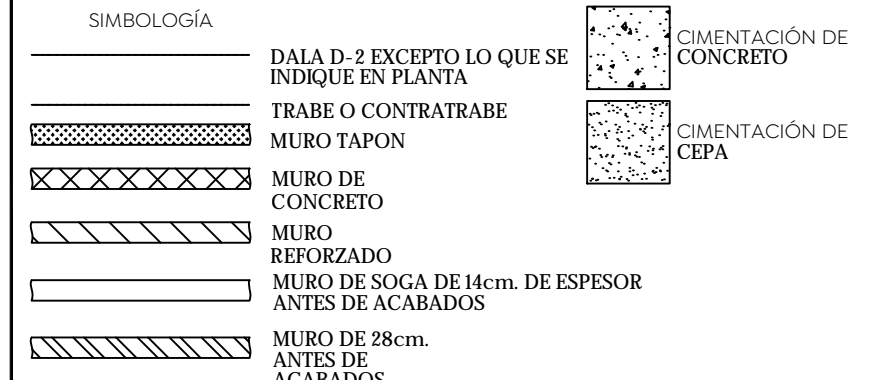 SIMBOLOGÍA
DALA D-2 EXCEPTO LO QUE SE
INDIQUE EN PLANTA
TRABE O CONTRATRABE
MURO TAPON
MURO DE
CONCRETO
MURO
REFORZADO
MURO DE SOGA DE 14cm. DE ESPESOR
ANTES DE ACABADOS
MURO DE 28cm.
ANTES DE
ACABADOS
CIMENTACIÓN DE
CONCRETO
CIMENTACIÓN DE
CEPA